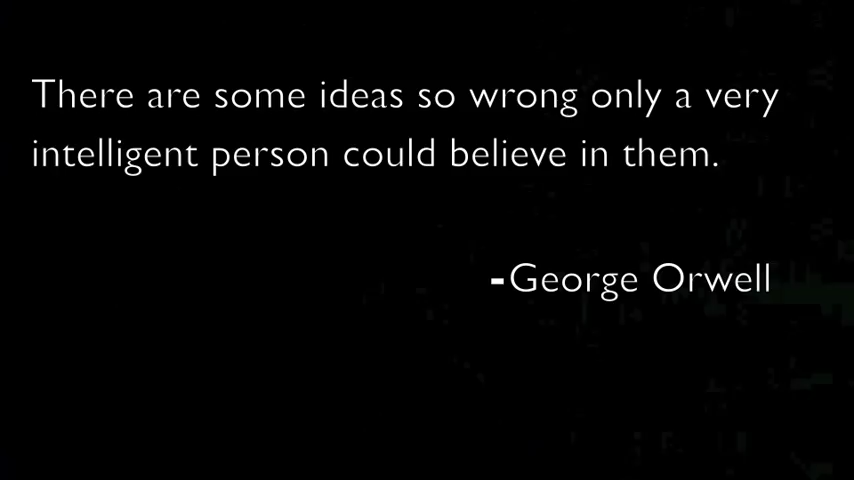 There are some ideas so wrong only a very
intelligent person could believe in them.
-George Orwell